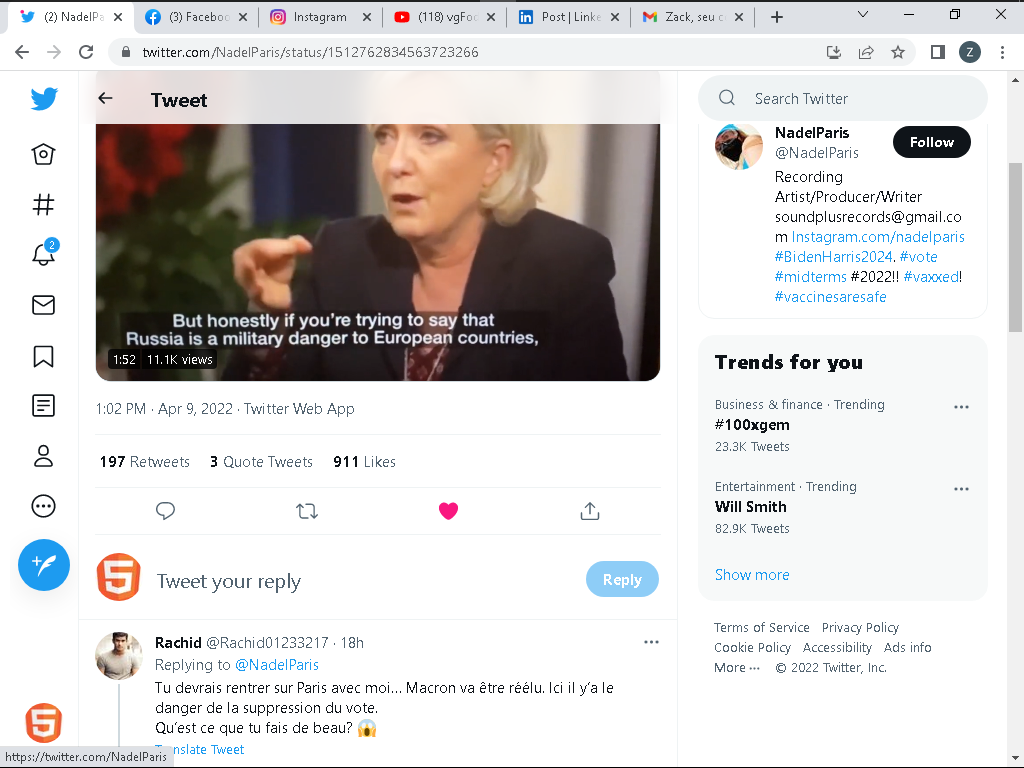 (2) NadelPa
(3) Faceboo
Instagram
(118) vgFoo
Post | Linke
Zack, seu c
twitter.com/NadelParis/status/1512762834563723266
Z
Tweet
But honestly if you're trying to say that
Russia is a military danger to European countries,
1:52 11.1K views
1:02 PM · Apr 9, 2022 · Twitter Web App
197 Retweets 3 Quote Tweets 911 Likes
Tweet your reply
Reply
Rachid @Rachid01233217 · 18h
Replying to @NadelParis
Tu devrais rentrer sur Paris avec moi... Macron va être réélu. Ici il y'a le
danger de la suppression du vote.
Qu'est ce que tu fais de beau? 😱
Translate Tweet
https://twitter.com/NadelParis
2
Search Twitter
NadelParis
@NadelParis
Follow
Recording
Artist/Producer/Writer
soundplusrecords@gmail.co
m Instagram.com/nadelparis
#BidenHarris2024. #vote
#midterms #2022!! #vaxxed!
#vaccinesaresafe
Trends for you
Business & finance · Trending
#100xgem
23.3K Tweets
Entertainment · Trending
Will Smith
82.9K Tweets
Show more
Terms of Service Privacy Policy
Cookie Policy Accessibility Ads info
More ··· © 2022 Twitter, Inc.